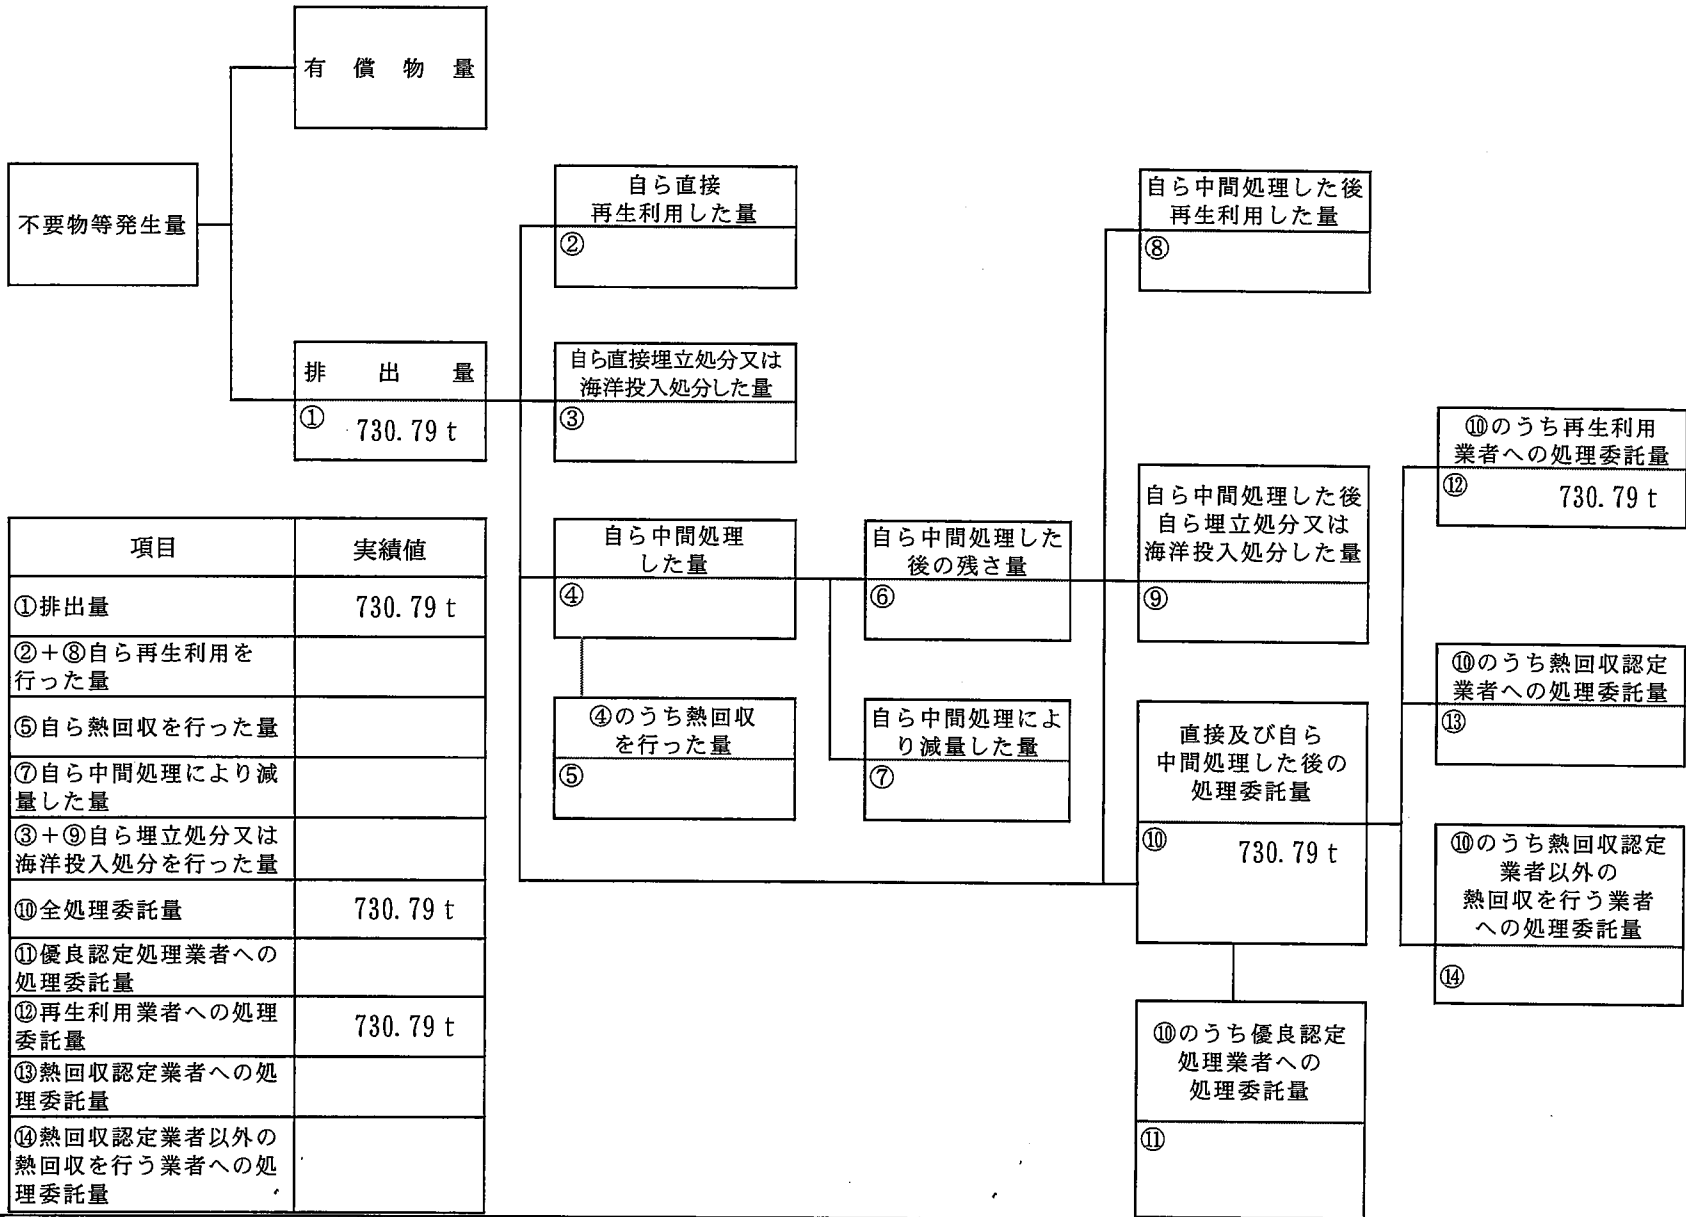 有償物量
不要物等発生量
排出量
① 730.79 t
自ら直接
再生利用した量
②
自ら直接埋立処分又は
海洋投入処分した量
③
自ら中間処理
した量
④
④のうち熱回収
を行った量
⑤
自ら中間処理した
後の残さ量
⑥
自ら中間処理によ
り減量した量
⑦
自ら中間処理した後
再生利用した量
⑧
自ら中間処理した後
自ら埋立処分又は
海洋投入処分した量
⑨
直接及び自ら
中間処理した後の
処理委託量
⑩ 730.79 t
⑩のうち優良認定
処理業者への
処理委託量
⑪
⑩のうち再生利用
業者への処理委託量
⑫ 730.79 t
⑩のうち熱回収認定
業者への処理委託量
⑬
⑩のうち熱回収認定
業者以外の
熱回収を行う業者
への処理委託量
⑭
項目 実績値
①排出量 730.79 t
②＋⑧自ら再生利用を
行った量
⑤自ら熱回収を行った量
⑦自ら中間処理により減
量した量
③＋⑨自ら埋立処分又は
海洋投入処分を行った量
⑩全処理委託量 730.79 t
⑪優良認定処理業者への
処理委託量
⑫再生利用業者への処理
委託量 730.79 t
⑬熱回収認定業者への処
理委託量
⑭熱回収認定業者以外の
熱回収を行う業者への処
理委託量